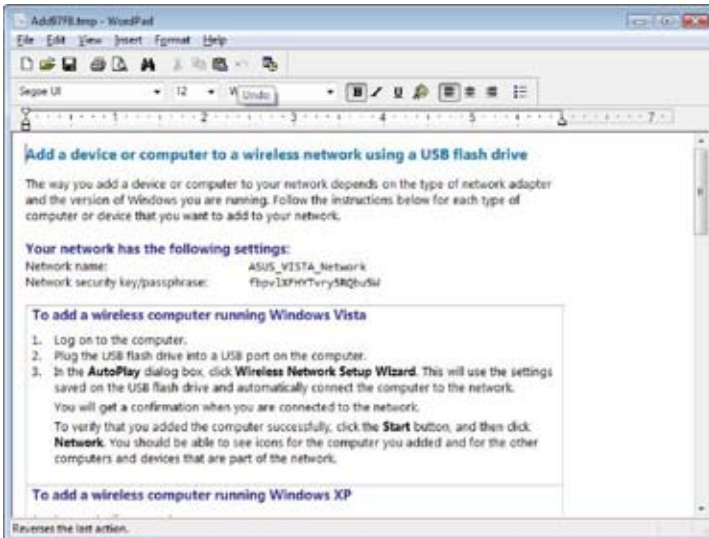 Add97F8.tmp - WordPad
File Edit View Insert Format Help
Segoe UI 12 W
Undo
1 2 3 4 5 7
Add a device or computer to a wireless network using a USB flash drive
The way you add a device or computer to your network depends on the type of network adapter
and the version of Windows you are running. Follow the instructions below for each type of
computer or device that you want to add to your network.
Your network has the following settings:
Network name: ASUS_VISTA_Network
Network security key/passphrase:
To add a wireless computer running Windows Vista
1. Log on to the computer.
2. Plug the USB flash drive into a USB port on the computer.
3. In the AutoPlay dialog box, click Wireless Network Setup Wizard. This will use the settings
saved on the USB flash drive and automatically connect the computer to the network.
You will get a confirmation when you are connected to the network.
To verify that you added the computer successfully, click the Start button, and then click
Network. You should be able to see icons for the computer you added and for the other
computers and devices that are part of the network.
To add a wireless computer running Windows XP
Reverses the last action.